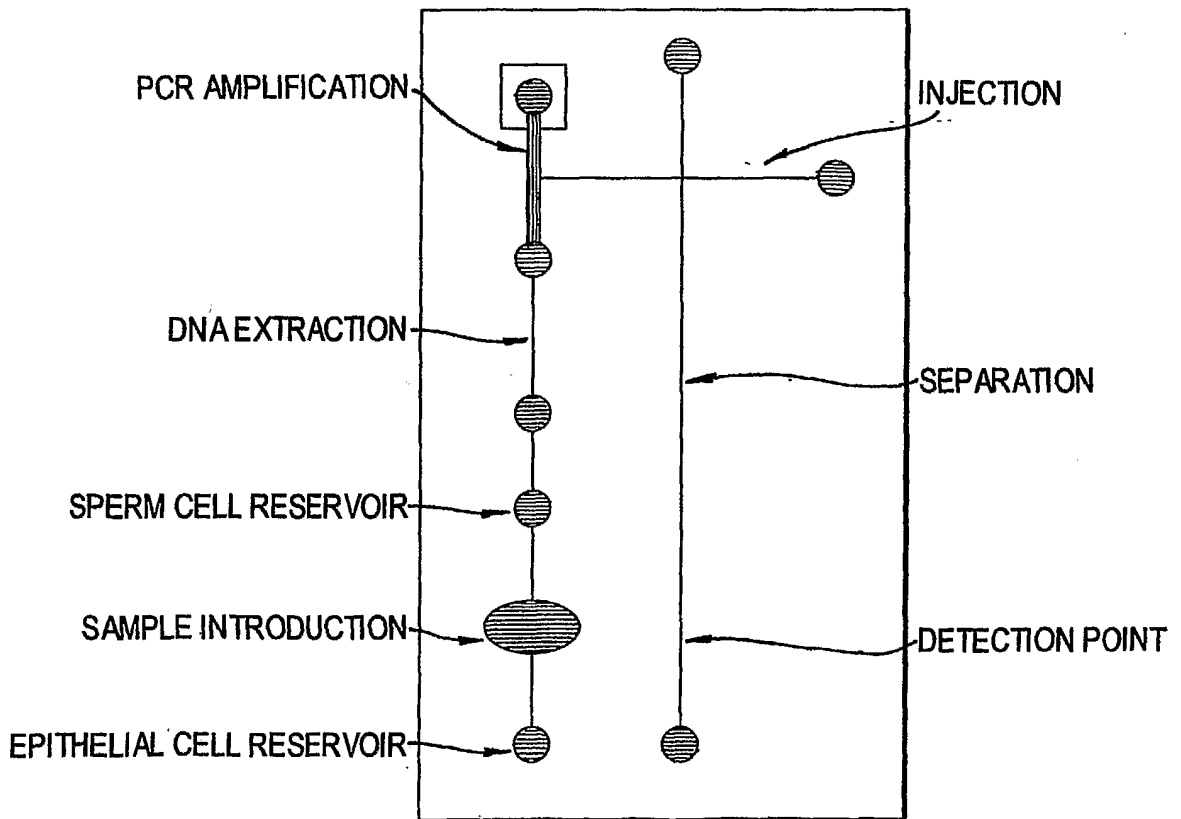 PCR AMPLIFICATION
INJECTION
DNA EXTRACTION
SEPARATION
SPERM CELL RESERVOIR
SAMPLE INTRODUCTION
DETECTION POINT
EPITHELIAL CELL RESERVOIR